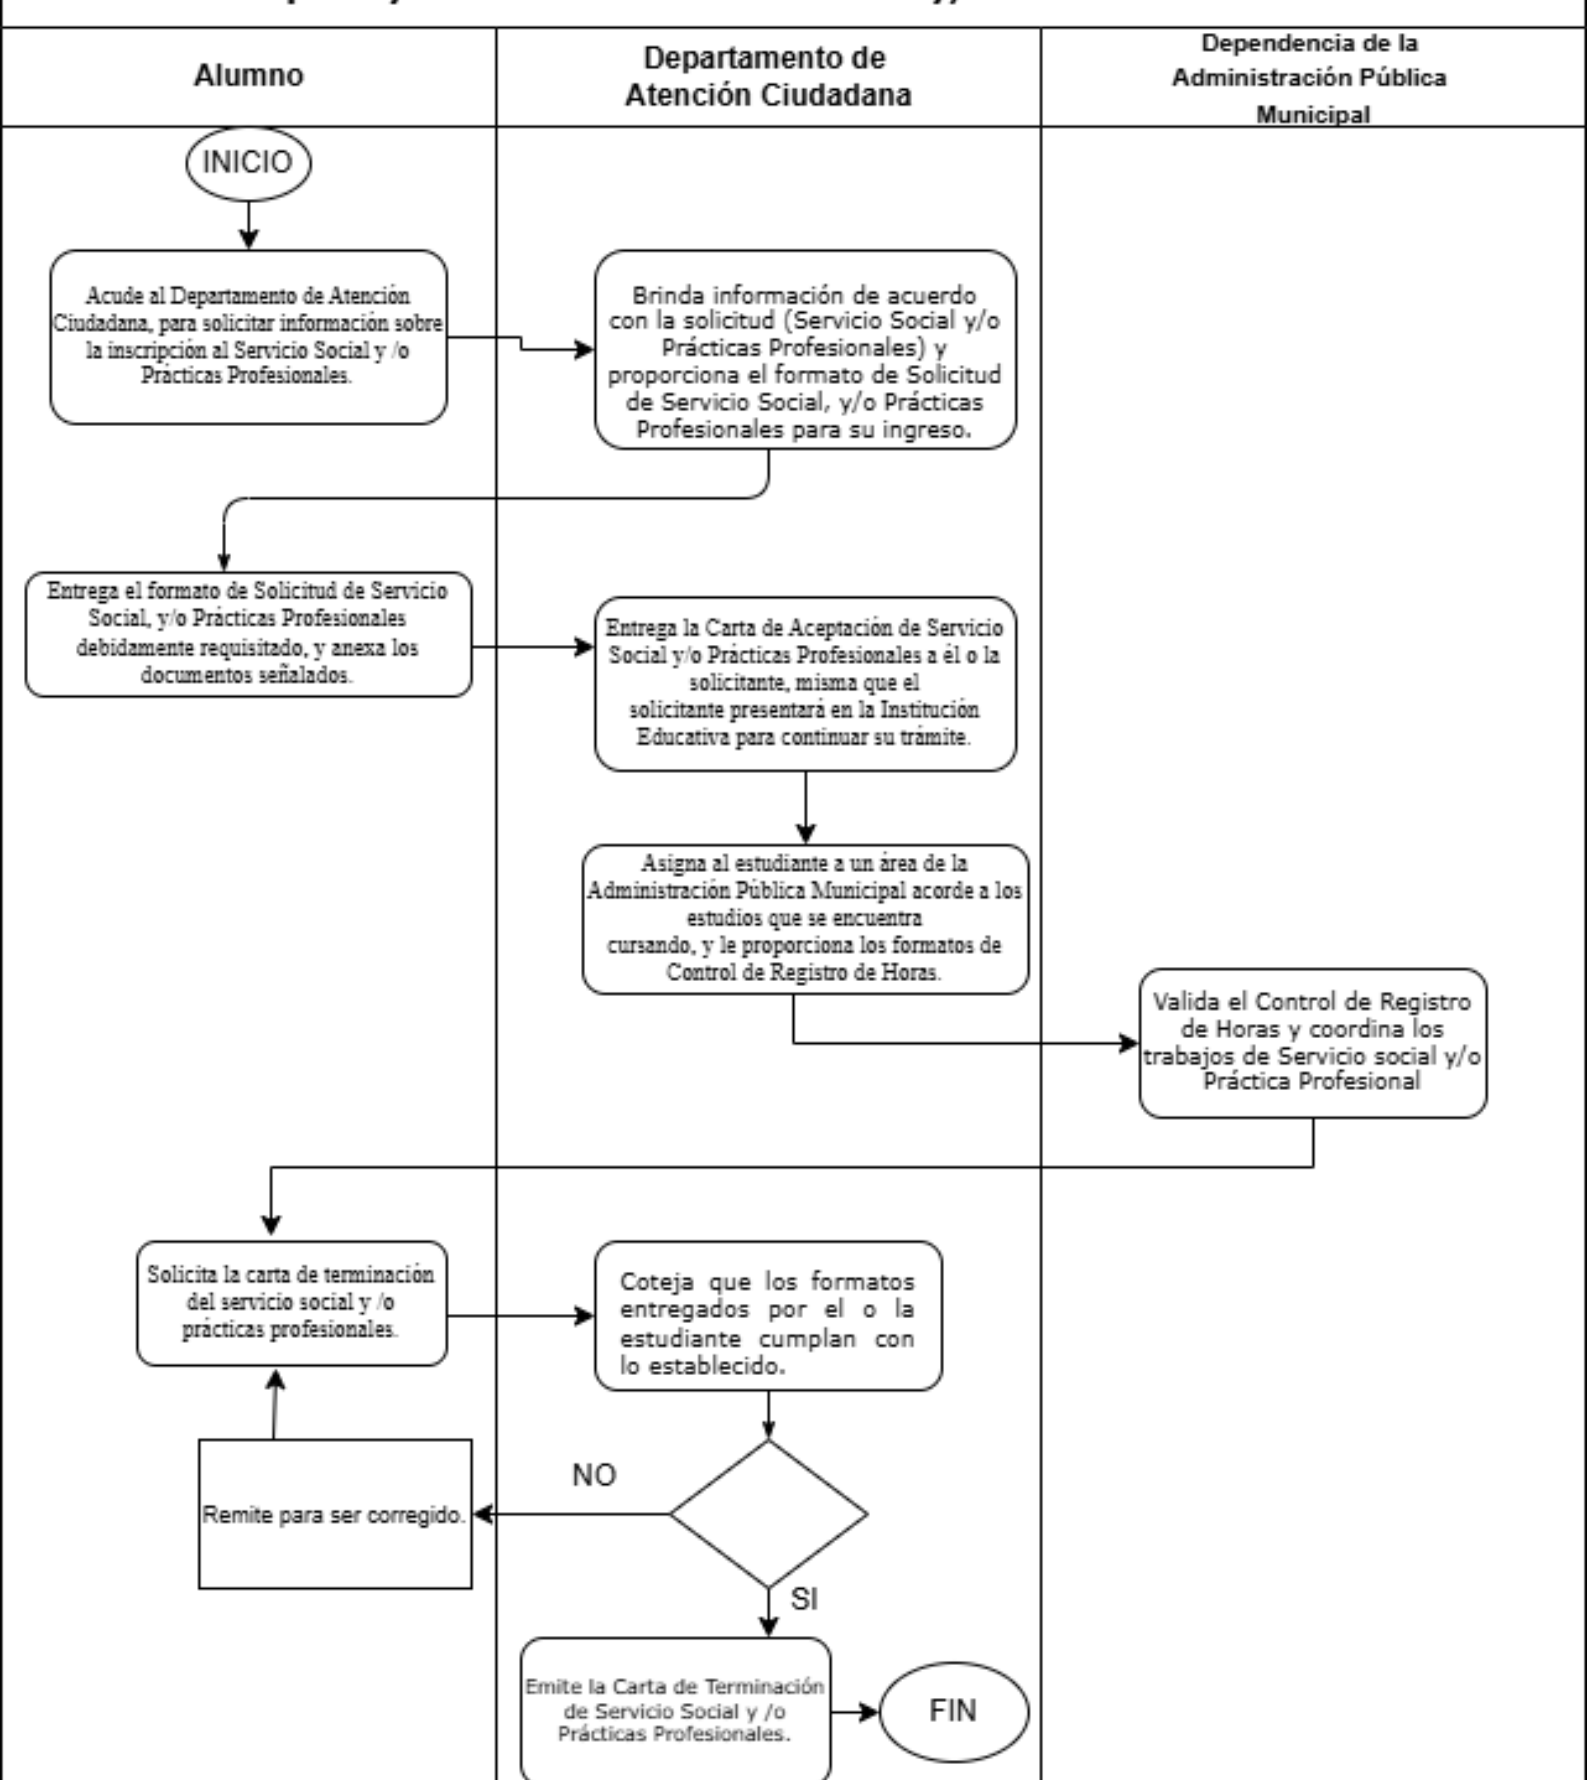 Alumno
Departamento de
Atención Ciudadana
Dependencia de la
Administración Pública
Municipal
INICIO
Acude al Departamento de Atención
Ciudadana, para solicitar información sobre
la inscripción al Servicio Social y /o
Prácticas Profesionales.
Brinda información de acuerdo
con la solicitud (Servicio Social y/o
Prácticas Profesionales) y
proporciona el formato de Solicitud
de Servicio Social, y/o Prácticas
Profesionales para su ingreso.
Entrega el formato de Solicitud de Servicio
Social, y/o Prácticas Profesionales
debidamente requisitado, y anexa los
documentos señalados.
Entrega la Carta de Aceptación de Servicio
Social y/o Prácticas Profesionales a él o la
solicitante, misma que el
solicitante presentará en la Institución
Educativa para continuar su trámite.
Asigna al estudiante a un área de la
Administración Pública Municipal acorde a los
estudios que se encuentra
cursando, y le proporciona los formatos de
Control de Registro de Horas.
Valida el Control de Registro
de Horas y coordina los
trabajos de Servicio social y/o
Práctica Profesional
Solicita la carta de terminación
del servicio social y /o
prácticas profesionales.
Coteja que los formatos
entregados por el o la
estudiante cumplan con
lo establecido.
NO
Remite para ser corregido.
SI
Emite la Carta de Terminación
de Servicio Social y /o
Prácticas Profesionales.
FIN